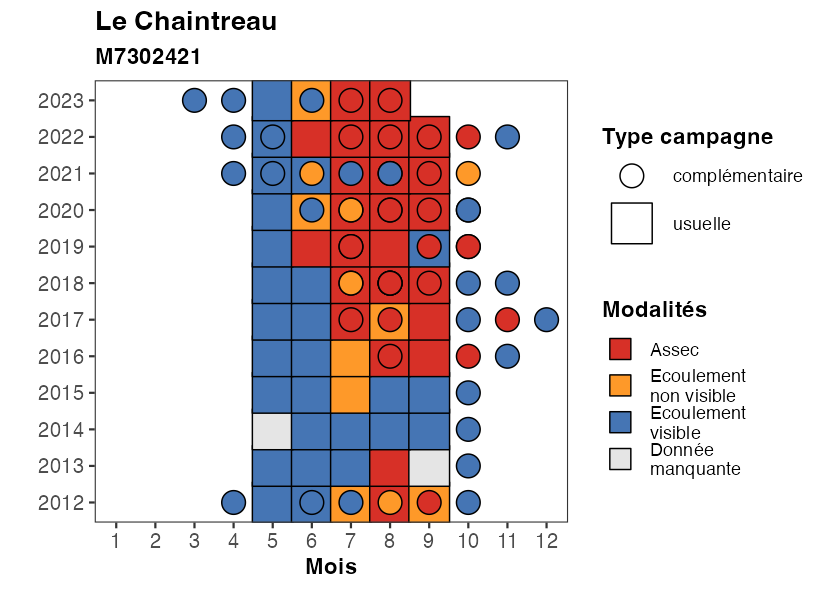 Le Chaintreau
M7302421
2023
2022
2021
2020
2019
2018
2017
2016
2015
2014
2013
2012
1 2 3 4 5 6 7 8 9 10 11 12
Mois
Type campagne
complémentaire
usuelle
Modalités
Assec
Ecoulement
non visible
Ecoulement
visible
Donnée
manquante